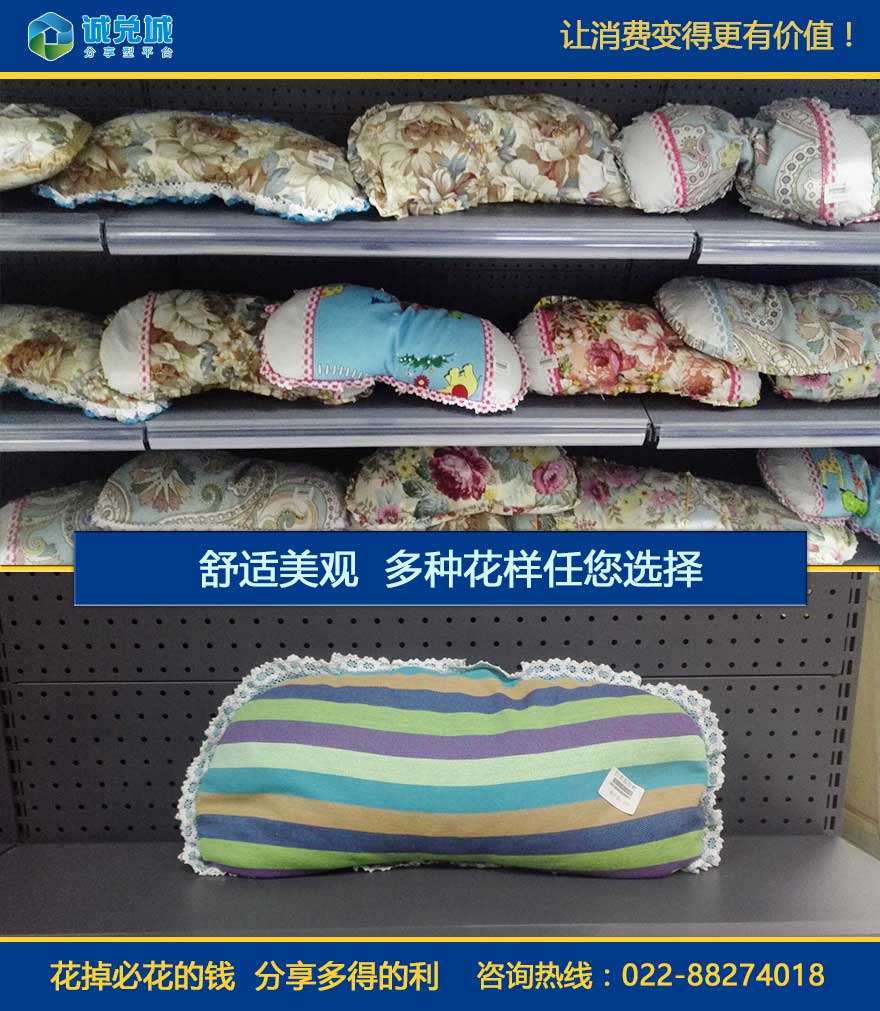 诚兑城
分享型平台
让消费变得更有价值！
舒适美观 多种花样任您选择
花掉必花的钱 分享多得的利 咨询热线：022-88274018